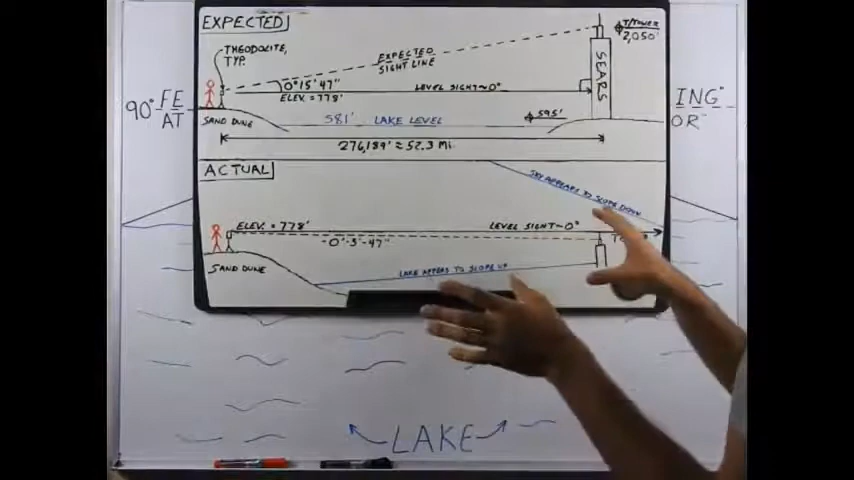 EXPECTED
THEODOLITE,
TYP.
EXPECTED
SIGHT LINE
T/TOWER
2,050'
SEARS
0°15'47"
LEVEL SIGHT~0°
ELEV. = 778'
SAND DUNE
581' LAKE LEVEL
595'
276,189' ≈ 52.3 MI.
90° FE
AT
ING°
OR
ACTUAL
SKY APPEARS TO SLOPE DOWN
ELEV. = 778'
LEVEL SIGHT~0°
-0°-3'-47"
SAND DUNE
LAKE APPEARS TO SLOPE UP
LAKE